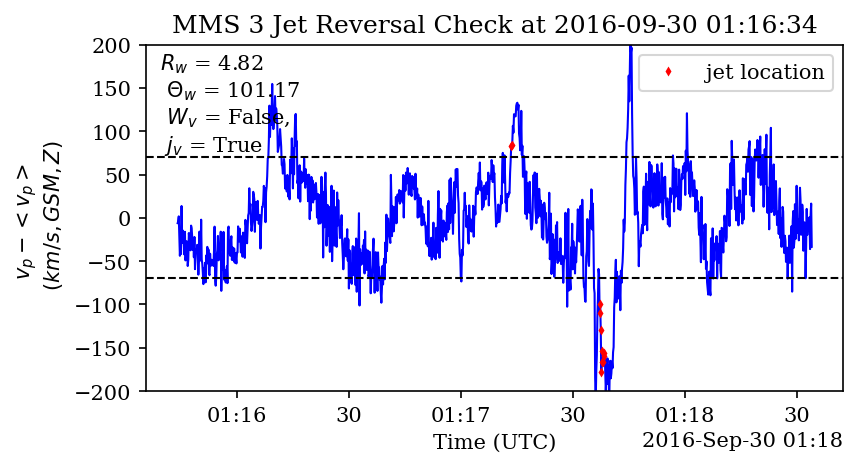 MMS 3 Jet Reversal Check at 2016-09-30 01:16:34
R_w = 4.82
Θ_w = 101.17
W_v = False,
j_v = True
jet location
v_p − < v_p >
(km/s, GSM, Z)
200
150
100
50
0
−50
−100
−150
−200
01:16
30
01:17
30
01:18
30
Time (UTC)
2016-Sep-30 01:18